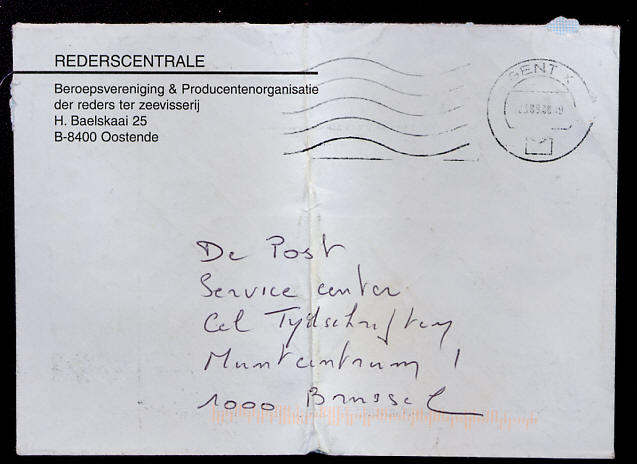 REDERSCENTRALE
Beroepsvereniging & Producentenorganisatie
der reders ter zeevisserij
H. Baelskaai 25
B-8400 Oostende
GENT X
De Post
Service center
Cel Tijdschriften
Muntcentrum 1
1000 Brussel